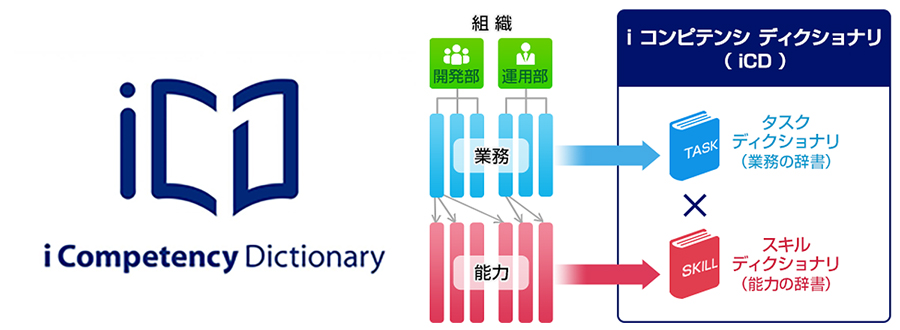 iCD
i Competency Dictionary
組織
開発部
運用部
業務
能力
i コンピテンシ ディクショナリ
( iCD )
TASK
タスク
ディクショナリ
(業務の辞書)
×
SKILL
スキル
ディクショナリ
(能力の辞書)